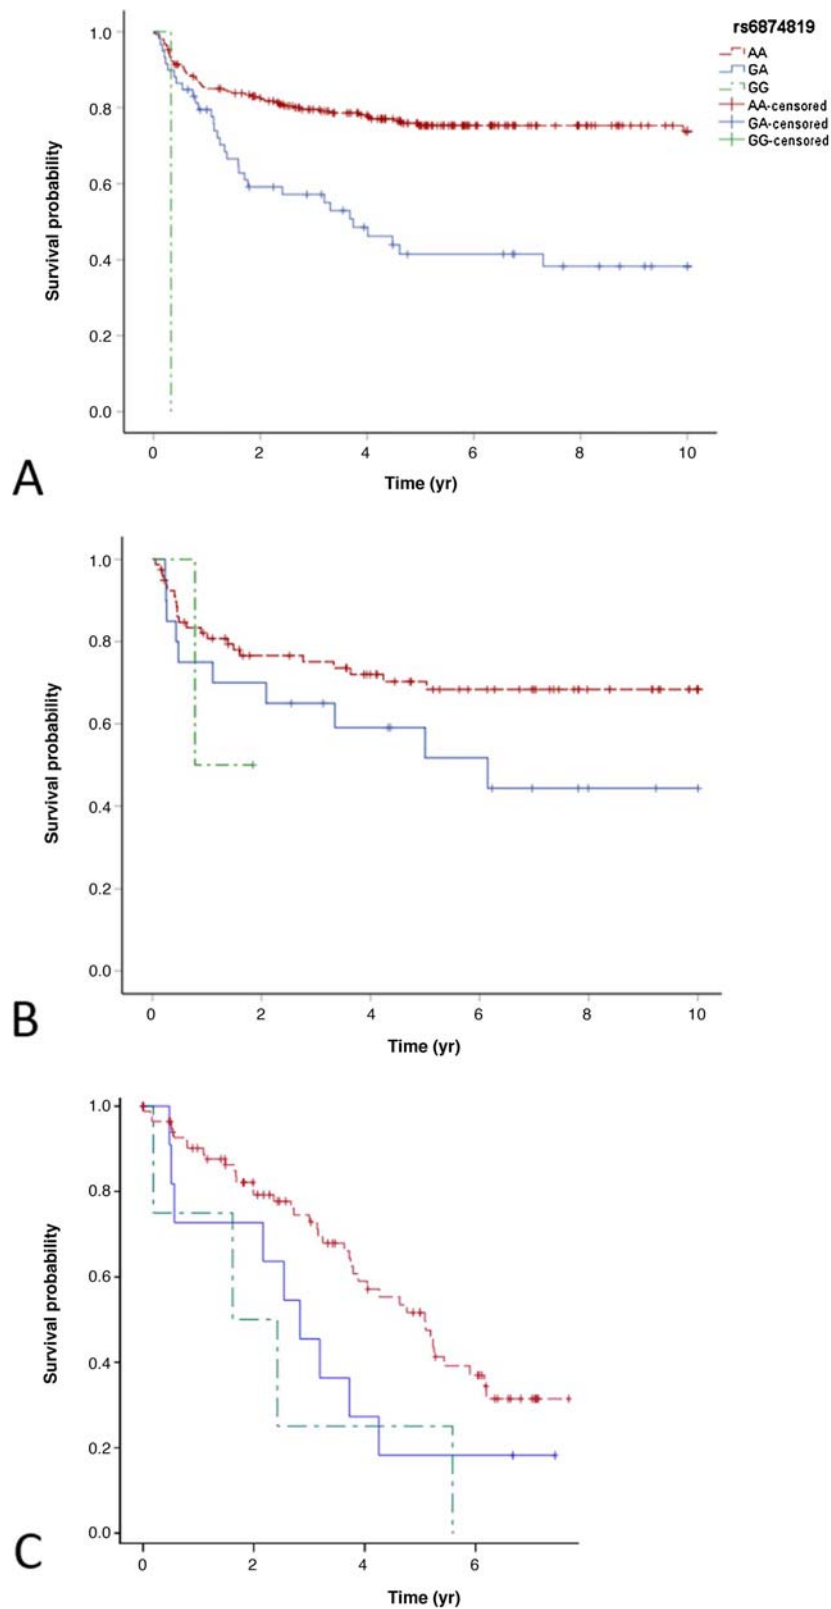 rs6874819
AA
GA
GG
AA-censored
GA-censored
GG-censored
1.0
0.8
0.6
0.4
0.2
0.0
Survival probability
0 2 4 6 8 10
Time (yr)
A
1.0
0.8
0.6
0.4
0.2
0.0
Survival probability
0 2 4 6 8 10
Time (yr)
B
1.0
0.8
0.6
0.4
0.2
0.0
Survival probability
0 2 4 6
Time (yr)
C